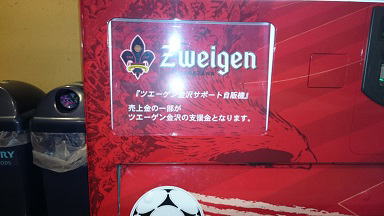 Zweigen
KANAZAWA
『ツエーゲン金沢サポート自販機』
売上金の一部が
ツエーゲン金沢の支援金となります。
RY